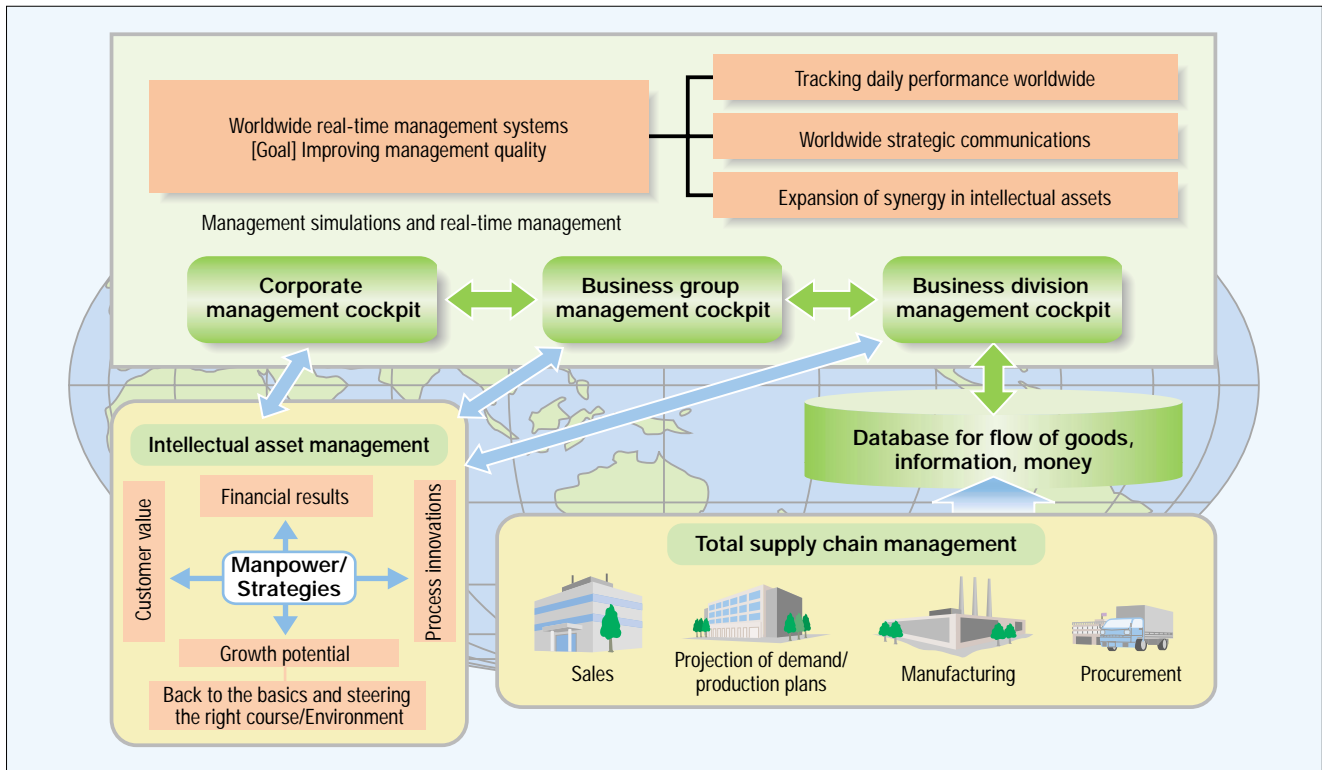 Worldwide real-time management systems
[Goal] Improving management quality
Tracking daily performance worldwide
Worldwide strategic communications
Expansion of synergy in intellectual assets
Management simulations and real-time management
Corporate
management cockpit
Business group
management cockpit
Business division
management cockpit
Intellectual asset management
Financial results
Customer value
Manpower/
Strategies
Process innovations
Growth potential
Back to the basics and steering
the right course/Environment
Database for flow of goods,
information, money
Total supply chain management
Sales
Projection of demand/
production plans
Manufacturing
Procurement